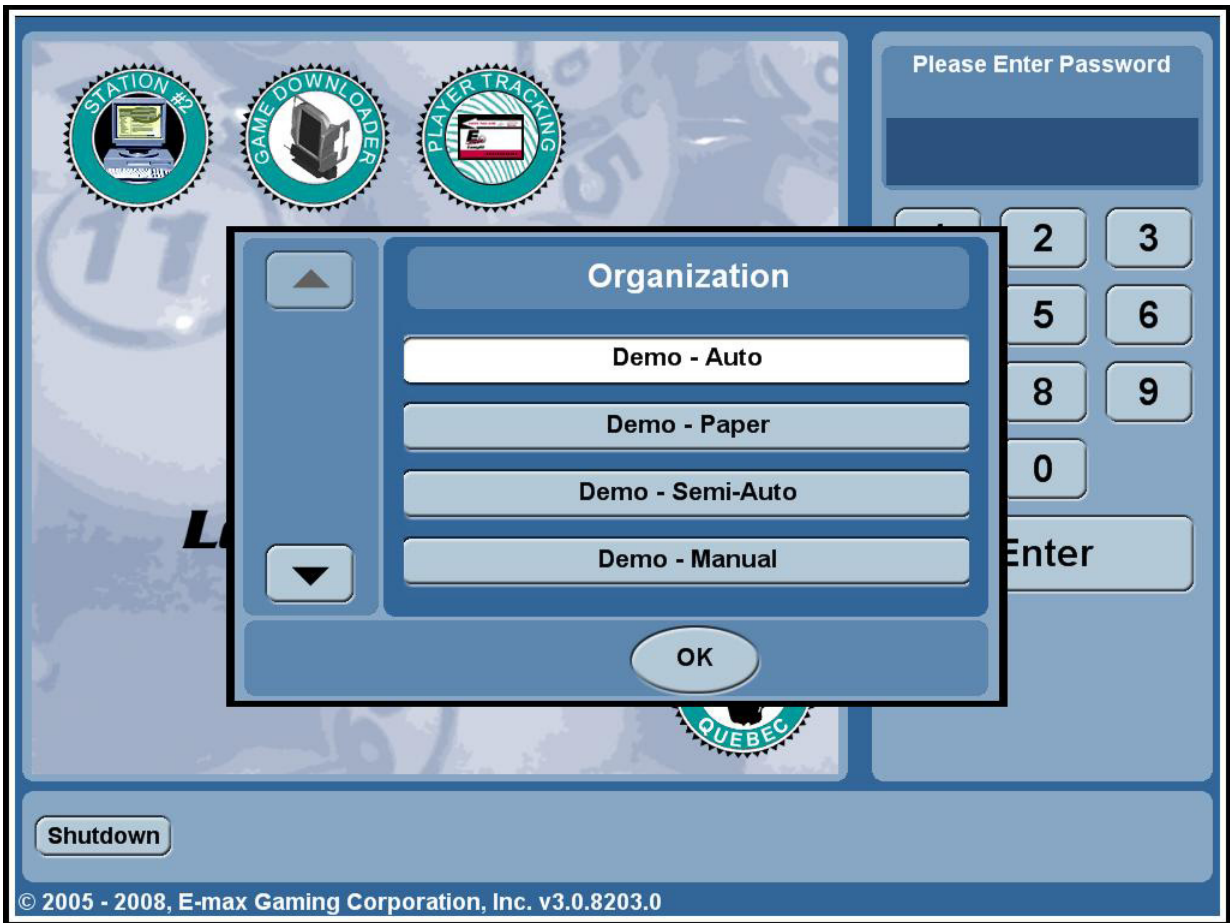 STATION #2
GAME DOWNLOADER
PLAYER TRACKING
Please Enter Password
11
2
3
Organization
5
6
Demo - Auto
8
9
Demo - Paper
0
Demo - Semi-Auto
Demo - Manual
Enter
OK
QUEBEC
Shutdown
© 2005 - 2008, E-max Gaming Corporation, Inc. v3.0.8203.0